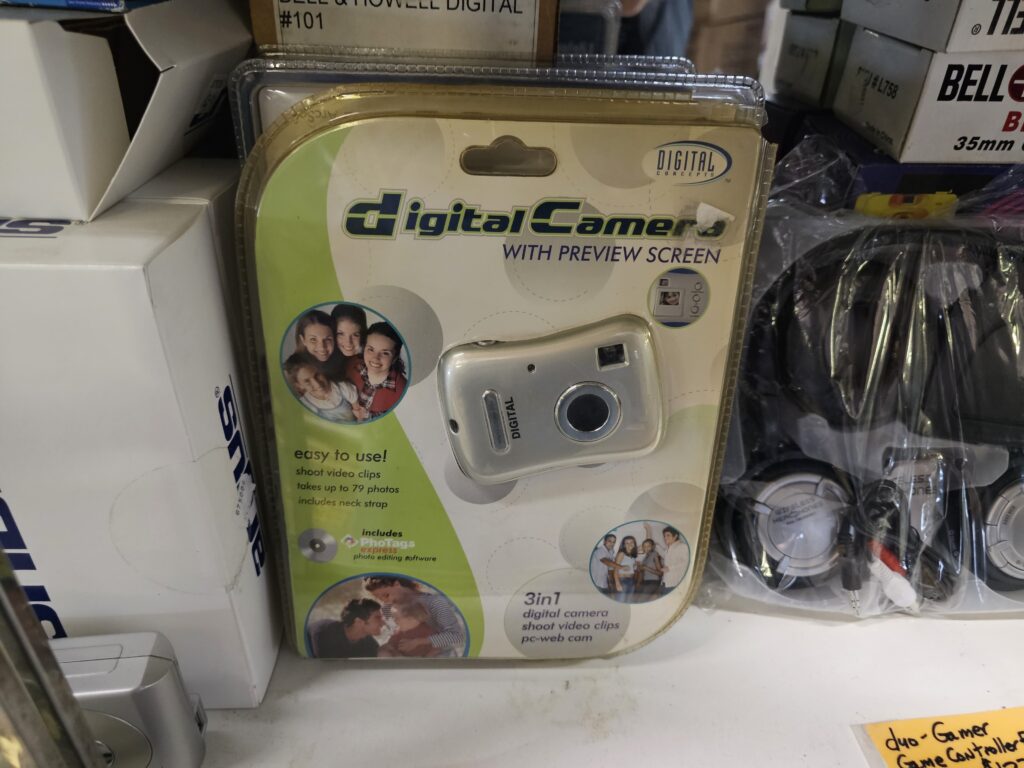 BELL & HOWELL DIGITAL
#101
DIGITAL
CONCEPTS
digital Camera
WITH PREVIEW SCREEN
DIGITAL
easy to use!
shoot video clips
takes up to 79 photos
includes neck strap
includes
PhoTags
express
photo editing software
3in1
digital camera
shoot video clips
pc-web cam
# L758
BELL
35mm
duo-Gamer
Game Controller